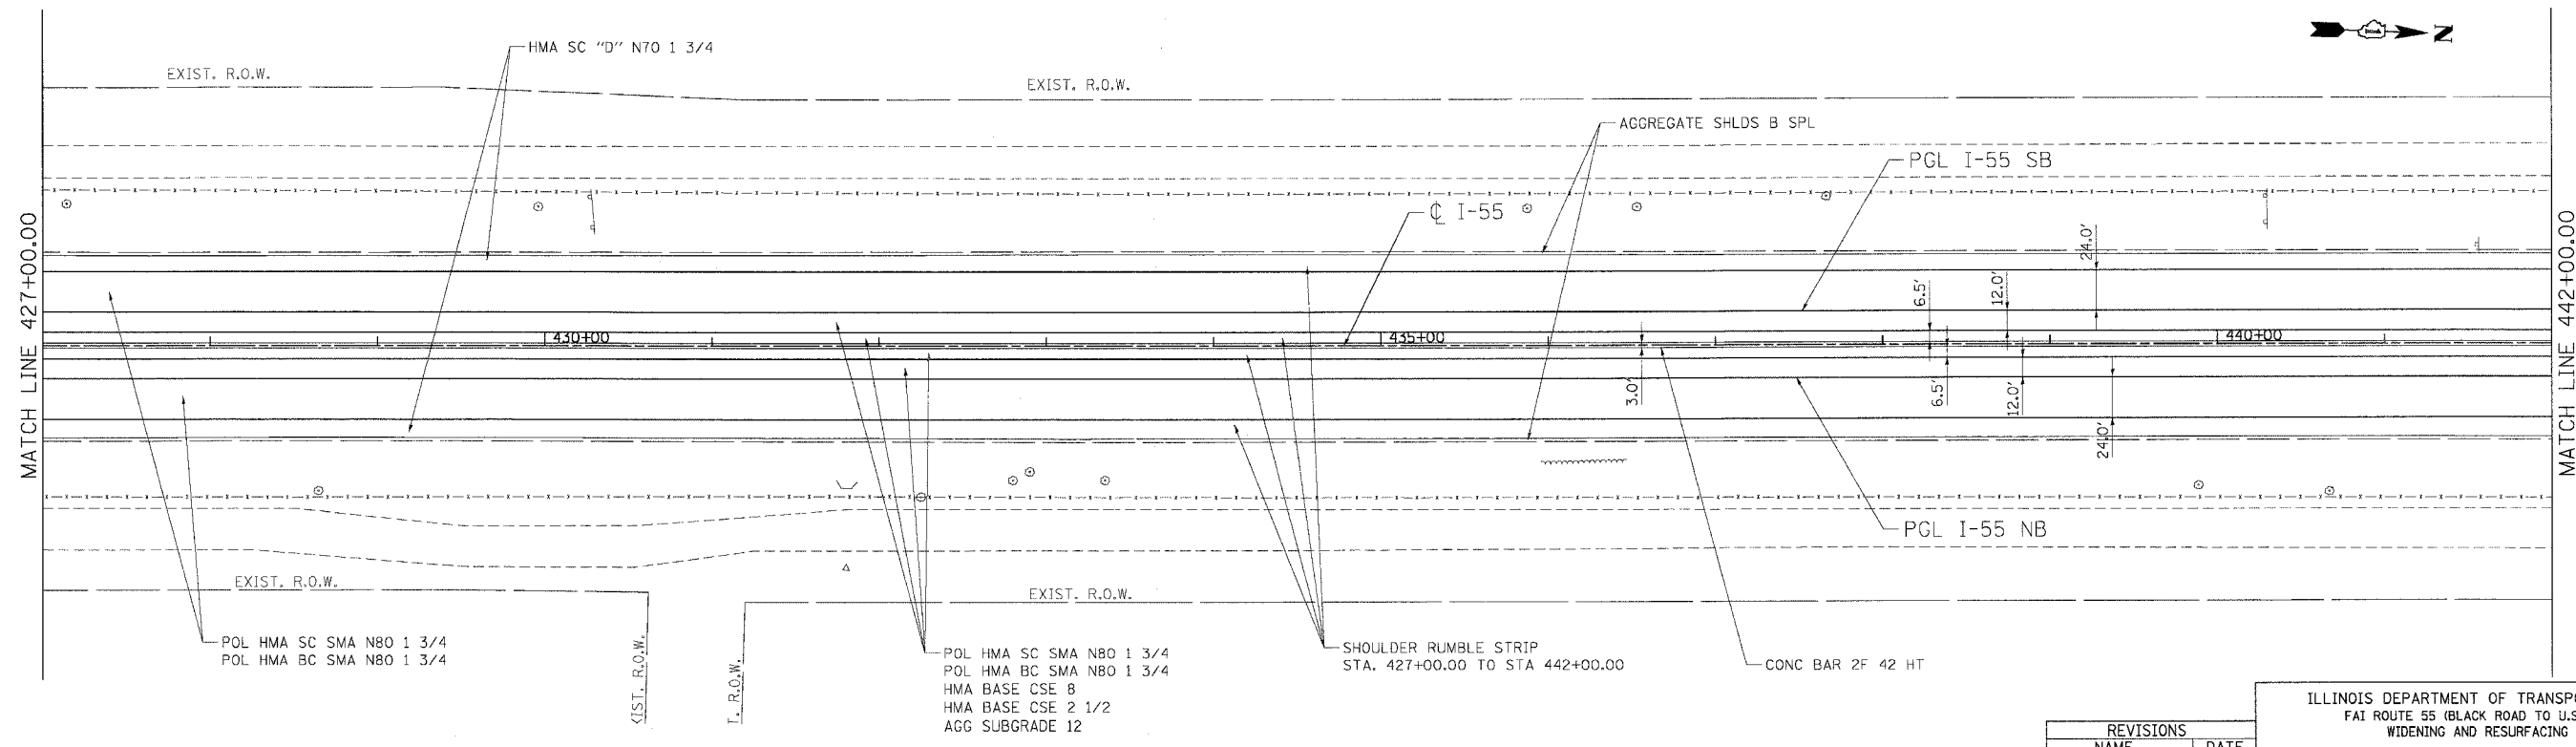 N
HMA SC "D" N70 1 3/4
EXIST. R.O.W.
EXIST. R.O.W.
AGGREGATE SHLDS B SPL
PGL I-55 SB
℄ I-55
MATCH LINE 427+00.00
MATCH LINE 442+00.00
24.0'
12.0'
6.5'
430+00
435+00
440+00
3.0'
6.5'
12.0'
24.0'
PGL I-55 NB
EXIST. R.O.W.
EXIST. R.O.W.
POL HMA SC SMA N80 1 3/4
POL HMA BC SMA N80 1 3/4
R.O.W.
R.O.W.
POL HMA SC SMA N80 1 3/4
POL HMA BC SMA N80 1 3/4
HMA BASE CSE 8
HMA BASE CSE 2 1/2
AGG SUBGRADE 12
SHOULDER RUMBLE STRIP
STA. 427+00.00 TO STA 442+00.00
CONC BAR 2F 42 HT
ILLINOIS DEPARTMENT OF
FAI ROUTE 55 (BLACK ROAD TO
WIDENING AND RESURFACING
REVISIONS
NAME
DATE